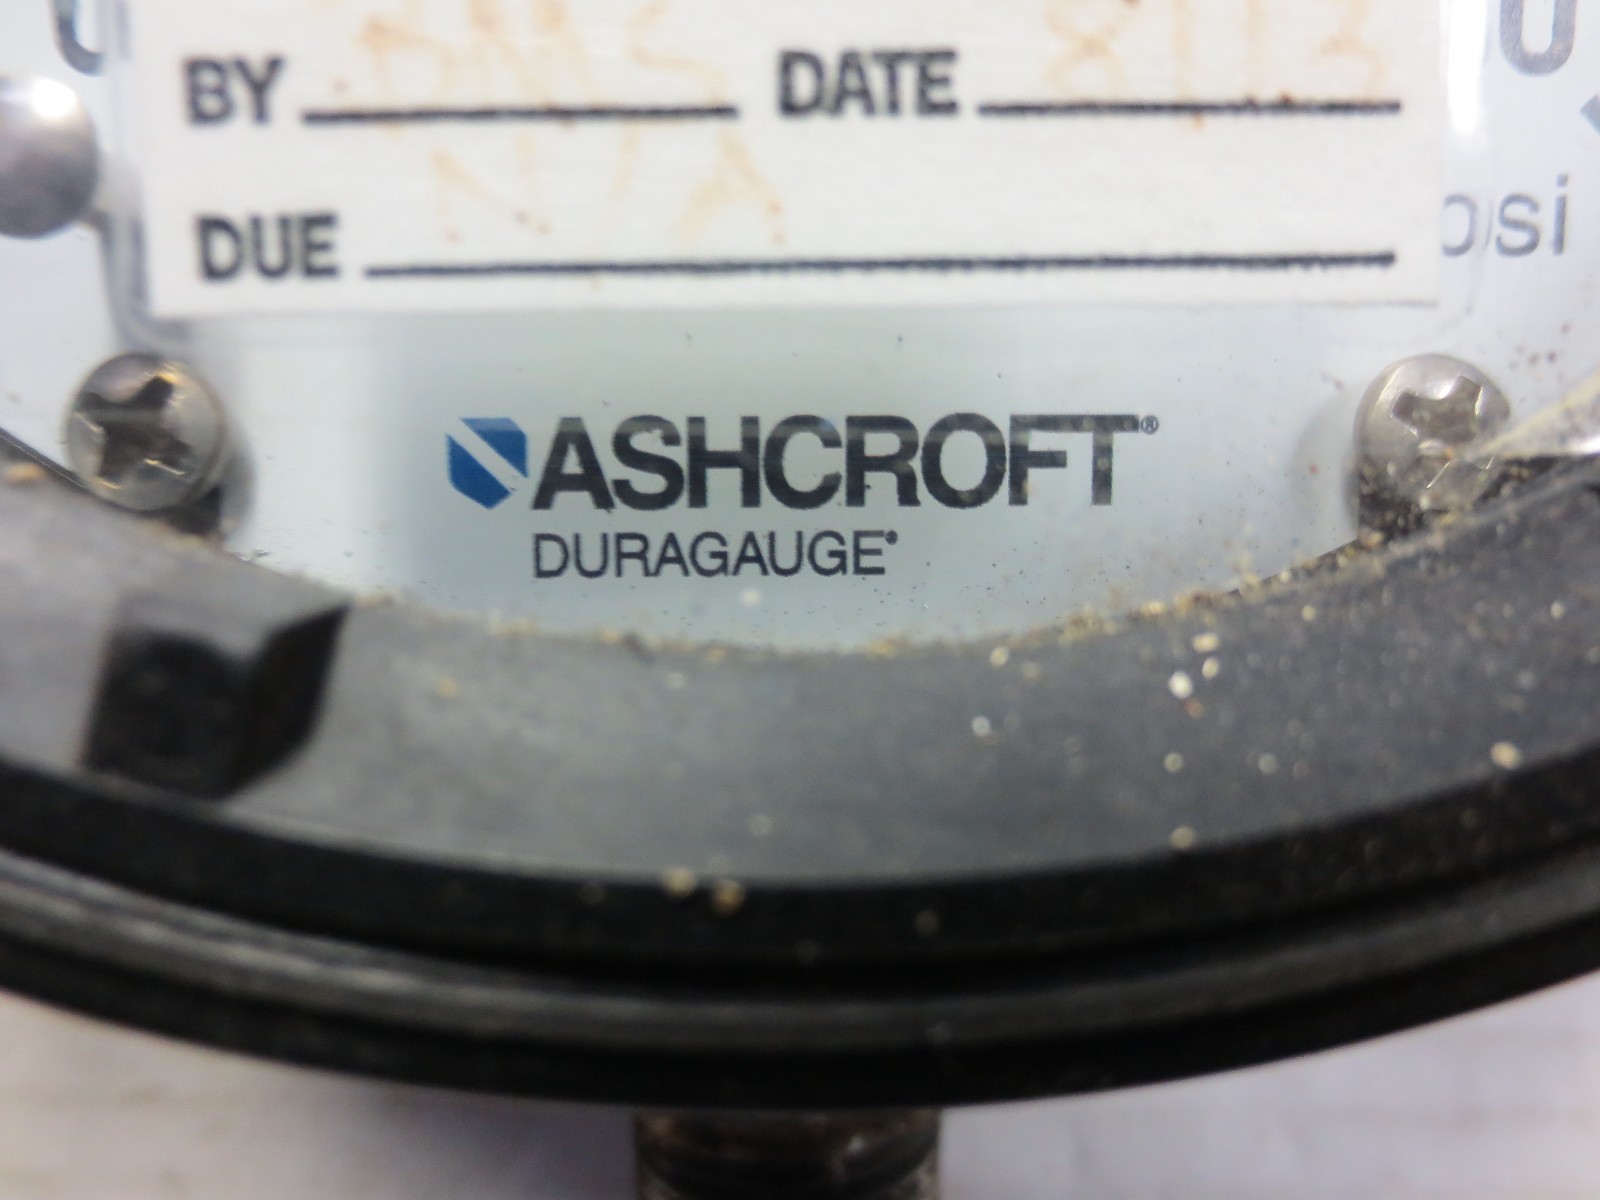 BY DATE
DUE N/A
psi
ASHCROFT®
DURAGAUGE®